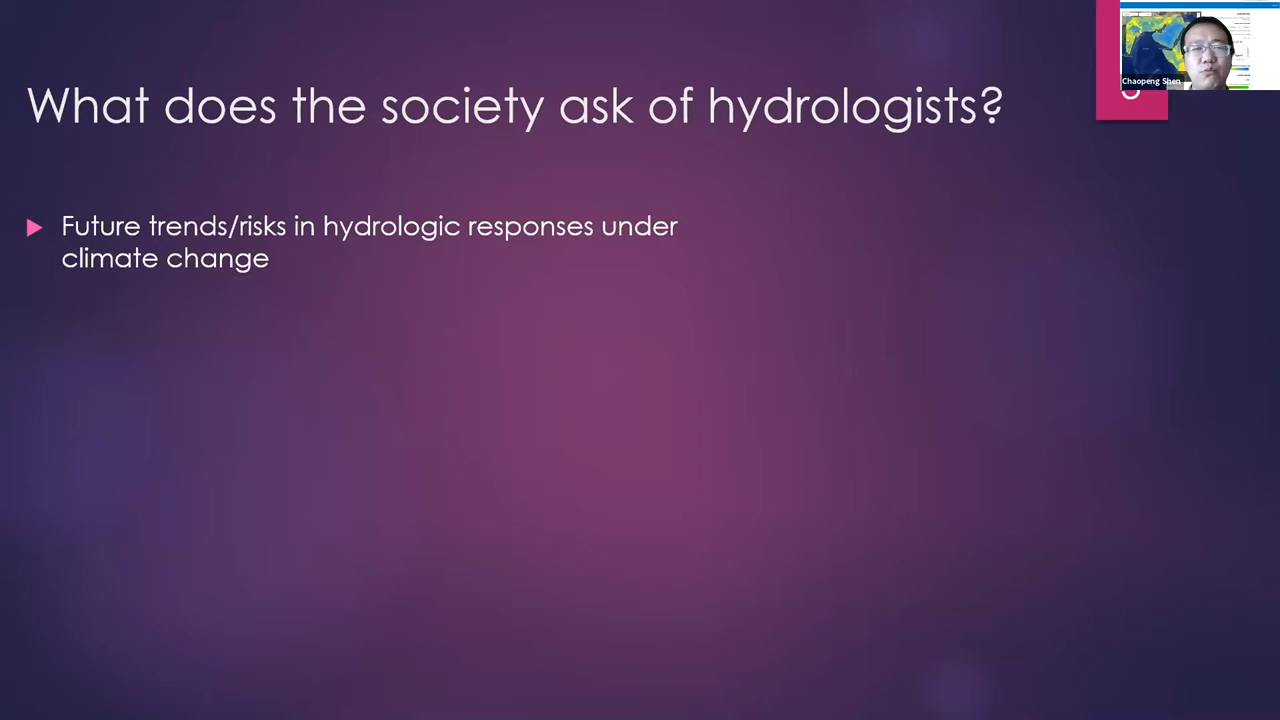 What does the society ask of hydrologists?
Future trends/risks in hydrologic responses under
climate change
Chaopeng Shen